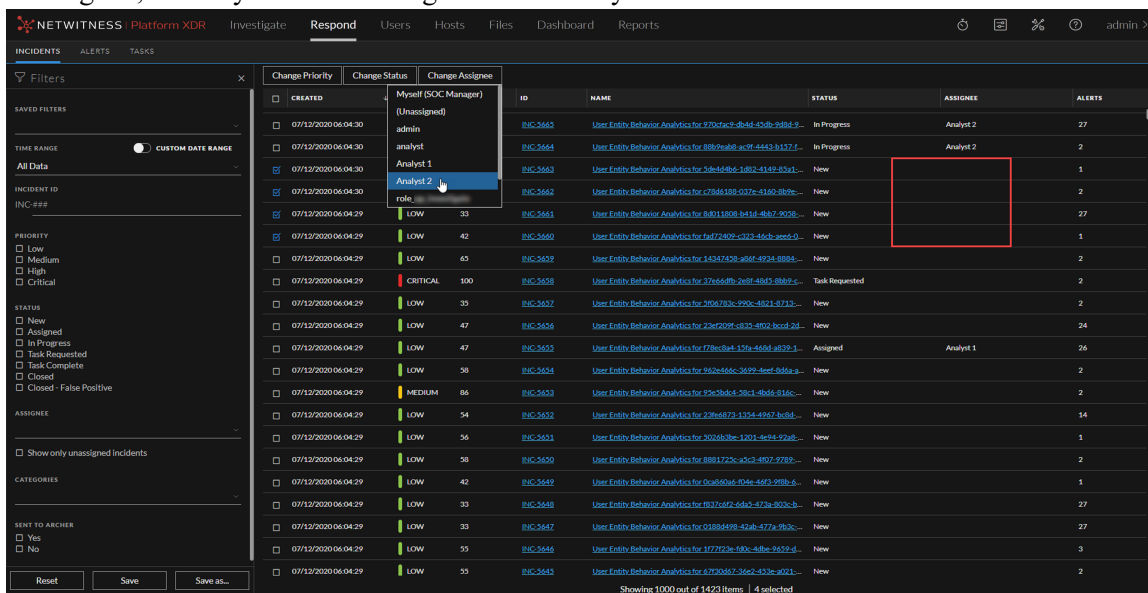 NETWITNESS Platform XDR Investigate Respond Users Hosts Files Dashboard Reports admin
INCIDENTS ALERTS TASKS
Filters
SAVED FILTERS
TIME RANGE CUSTOM DATE RANGE
All Data
INCIDENT ID
INC-###
PRIORITY
Low
Medium
High
Critical
STATUS
New
Assigned
In Progress
Task Requested
Task Complete
Closed
Closed - False Positive
ASSIGNEE
Show only unassigned incidents
CATEGORIES
SENT TO ARCHER
Yes
No
Reset Save Save as...
Change Priority Change Status Change Assignee
Myself (SOC Manager)
(Unassigned)
admin
analyst
Analyst 1
Analyst 2
role_
CREATED ID NAME STATUS ASSIGNEE ALERTS
07/12/2020 06:04:30 INC-5665 User Entity Behavior Analytics for 970cfac9-db4d-45db-9d8d-9... In Progress Analyst 2 27
07/12/2020 06:04:30 INC-5664 User Entity Behavior Analytics for 88b9eab8-ac9f-4443-b157-f... In Progress Analyst 2 2
07/12/2020 06:04:30 INC-5663 User Entity Behavior Analytics for 5de4d4b6-1d82-4149-85a1-... New 1
07/12/2020 06:04:30 INC-5662 User Entity Behavior Analytics for c78d6188-037e-4160-8b9e-... New 2
07/12/2020 06:04:29 LOW 33 INC-5661 User Entity Behavior Analytics for 8d011808-b41d-4bb7-9058-... New 27
07/12/2020 06:04:29 LOW 42 INC-5660 User Entity Behavior Analytics for fad72409-c323-46cb-aee6-0... New 1
07/12/2020 06:04:29 LOW 65 INC-5659 User Entity Behavior Analytics for 14347458-a86f-4934-8884-... New 2
07/12/2020 06:04:29 CRITICAL 100 INC-5658 User Entity Behavior Analytics for 37e66dfb-2e8f-48d5-8bb9-c... Task Requested 2
07/12/2020 06:04:29 LOW 35 INC-5657 User Entity Behavior Analytics for 5f06783c-990c-4821-8713-... New 2
07/12/2020 06:04:29 LOW 47 INC-5656 User Entity Behavior Analytics for 23ef209f-c835-4f02-bccd-2d... New 24
07/12/2020 06:04:29 LOW 47 INC-5655 User Entity Behavior Analytics for f78ec8a4-15fa-468d-a839-1... Assigned Analyst 1 26
07/12/2020 06:04:29 LOW 58 INC-5654 User Entity Behavior Analytics for 962e466c-3699-4eef-8d6a-a... New 2
07/12/2020 06:04:29 MEDIUM 86 INC-5653 User Entity Behavior Analytics for 95e5bdc4-58c1-4bd6-816c-... New 2
07/12/2020 06:04:29 LOW 54 INC-5652 User Entity Behavior Analytics for 23fe6873-1354-4967-bc8d-... New 14
07/12/2020 06:04:29 LOW 56 INC-5651 User Entity Behavior Analytics for 5026b3be-1201-4e94-92a8-... New 1
07/12/2020 06:04:29 LOW 58 INC-5650 User Entity Behavior Analytics for 8881725c-a5c3-4f07-9789-... New 2
07/12/2020 06:04:29 LOW 42 INC-5649 User Entity Behavior Analytics for 0ca860a6-f04e-46f3-9f8b-6... New 1
07/12/2020 06:04:29 LOW 33 INC-5648 User Entity Behavior Analytics for f837c6f2-6da5-473a-803c-b... New 27
07/12/2020 06:04:29 LOW 33 INC-5647 User Entity Behavior Analytics for 0188d498-42ab-477a-9b3c-... New 27
07/12/2020 06:04:29 LOW 55 INC-5646 User Entity Behavior Analytics for 1f77f23e-fd0c-4dbe-9659-d... New 3
07/12/2020 06:04:29 LOW 55 INC-5645 User Entity Behavior Analytics for 67f30d67-36e2-453e-a021-... New 2
Showing 1000 out of 1423 items | 4 selected